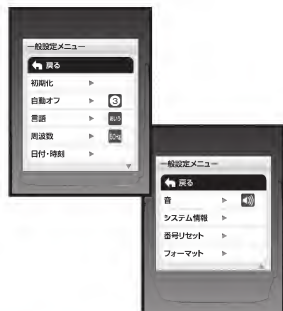 一般設定メニュー
戻る
初期化
自動オフ 3
言語 あいう
周波数 50Hz
日付・時刻
一般設定メニュー
戻る
音
システム情報
番号リセット
フォーマット